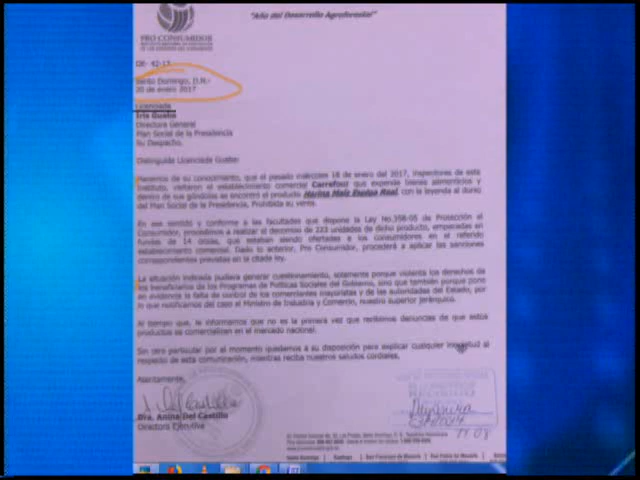 "Año del Desarrollo Agroforestal"
PRO CONSUMIDOR
DE- 42-17
Santo Domingo, D.N.-
20 de enero 2017
Licenciada
Iris Guaba
Directora General
Plan Social de la Presidencia
Su Despacho.
Distinguida Licenciada Guaba:
Hacemos de su conocimiento, que el pasado miércoles 18 de enero del 2017, inspectores de este
Instituto, visitaron el establecimiento comercial Carrefour que expende bienes alimenticios y
dentro de sus góndolas se encontró el producto Harina Maíz Espiga Real, con la leyenda al dorso
del Plan Social de la Presidencia, Prohibida su venta.
En ese sentido y conforme a las facultades que dispone la Ley No.358-05 de Protección al
Consumidor, procedimos a realizar el decomiso de 223 unidades de dicho producto, empacadas en
fundas de 14 onzas, que estaban siendo ofertadas a los consumidores en el referido
establecimiento comercial. Dado lo anterior, Pro Consumidor, procederá a aplicar las sanciones
correspondientes previstas en la citada ley.
La situación indicada pudiera generar cuestionamiento, solamente porque violenta los derechos de
los beneficiarios de los Programas de Políticas Sociales del Gobierno, sino que también porque pone
en evidencia la falta de control de los comerciantes mayoristas y de las autoridades del Estado, por
lo que notificamos del caso al Ministro de Industria y Comercio, nuestro superior jerárquico.
Al tiempo que, le informamos que no es la primera vez que recibimos denuncias de que estos
productos se comercializan en el mercado nacional.
Sin otro particular por el momento quedamos a su disposición para explicar cualquier inquietud al
respecto de esta comunicación, mientras reciba nuestros saludos cordiales.
Atentamente,
Dra. Anina Del Castillo
Directora Ejecutiva